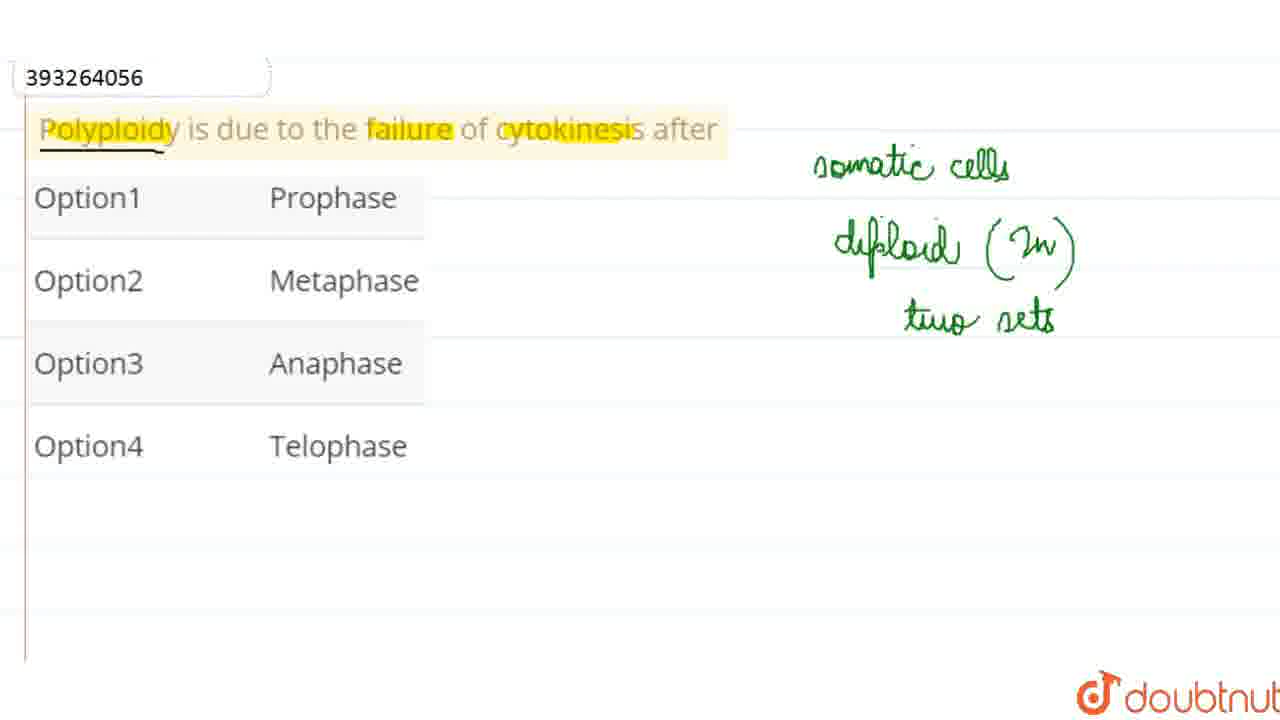 393264056
Polyploidy is due to the failure of cytokinesis after
Option1 Prophase
Option2 Metaphase
Option3 Anaphase
Option4 Telophase
somatic cells
diploid (2n)
two sets
doubtnut